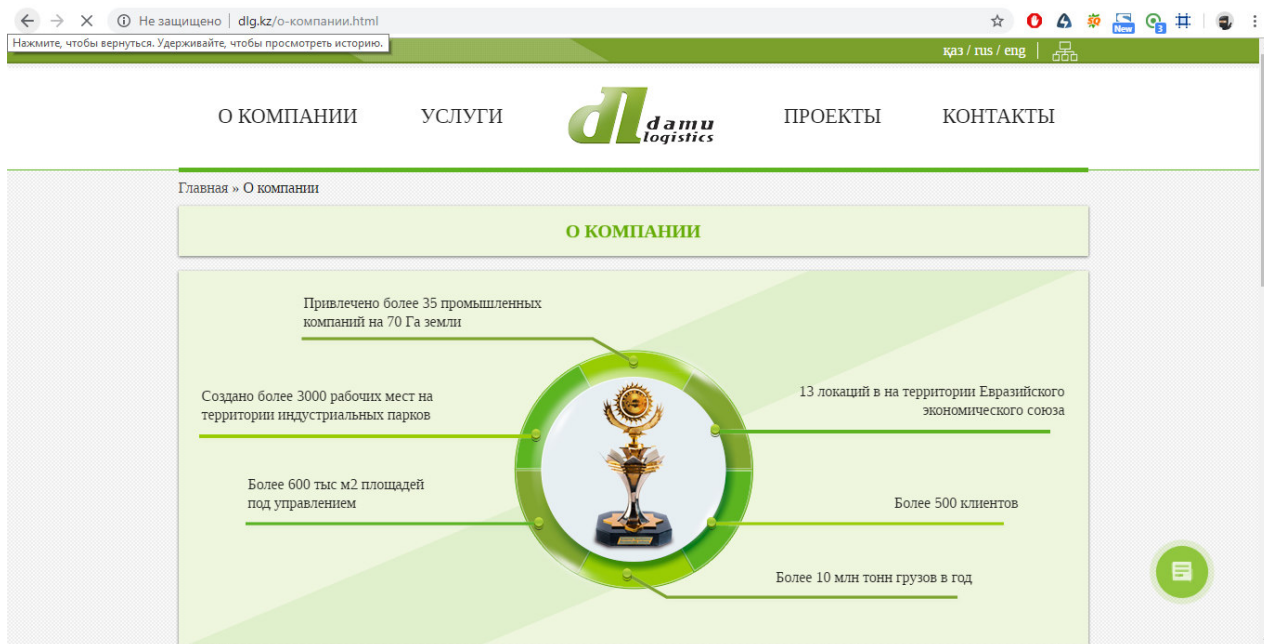 Не защищено
dlg.kz/о-компании.html
New
3
Нажмите, чтобы вернуться. Удерживайте, чтобы просмотреть историю.
қаз / rus / eng
О КОМПАНИИ
УСЛУГИ
dl damu
logistics
ПРОЕКТЫ
КОНТАКТЫ
Главная » О компании
О КОМПАНИИ
Привлечено более 35 промышленных
компаний на 70 Га земли
Создано более 3000 рабочих мест на
территории индустриальных парков
13 локаций в на территории Евразийского
экономического союза
Более 600 тыс м2 площадей
под управлением
Более 500 клиентов
Более 10 млн тонн грузов в год